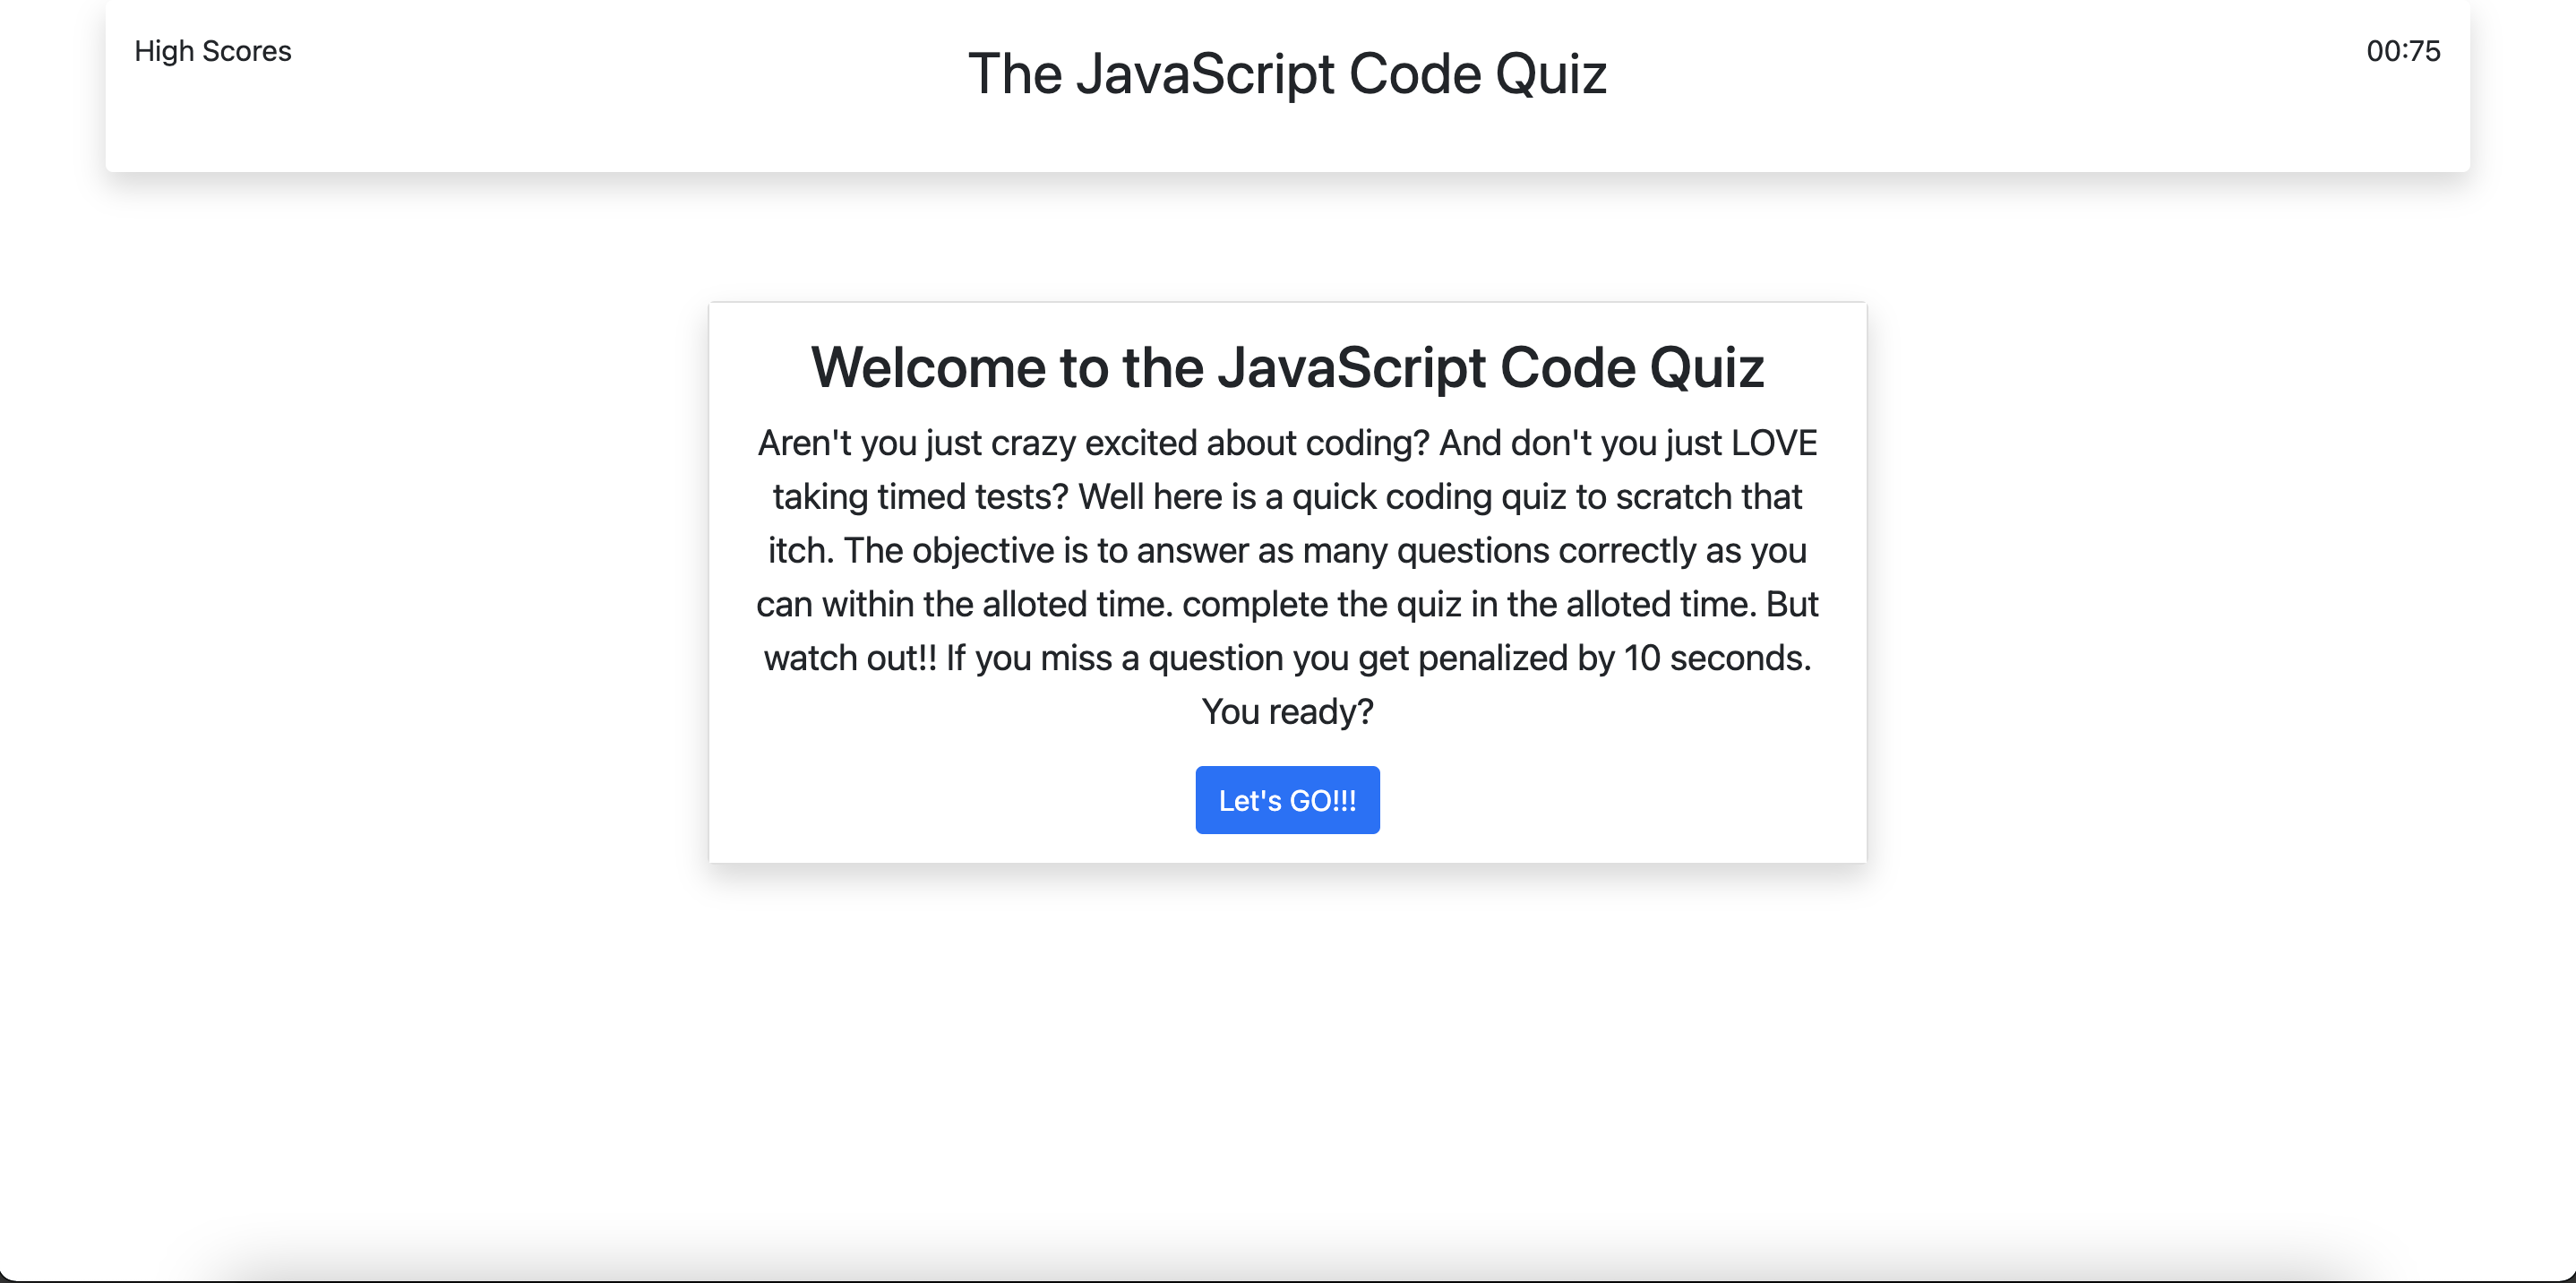 High Scores
The JavaScript Code Quiz
00:75
Welcome to the JavaScript Code Quiz
Aren't you just crazy excited about coding? And don't you just LOVE
taking timed tests? Well here is a quick coding quiz to scratch that
itch. The objective is to answer as many questions correctly as you
can within the alloted time. complete the quiz in the alloted time. But
watch out!! If you miss a question you get penalized by 10 seconds.
You ready?
Let's GO!!!